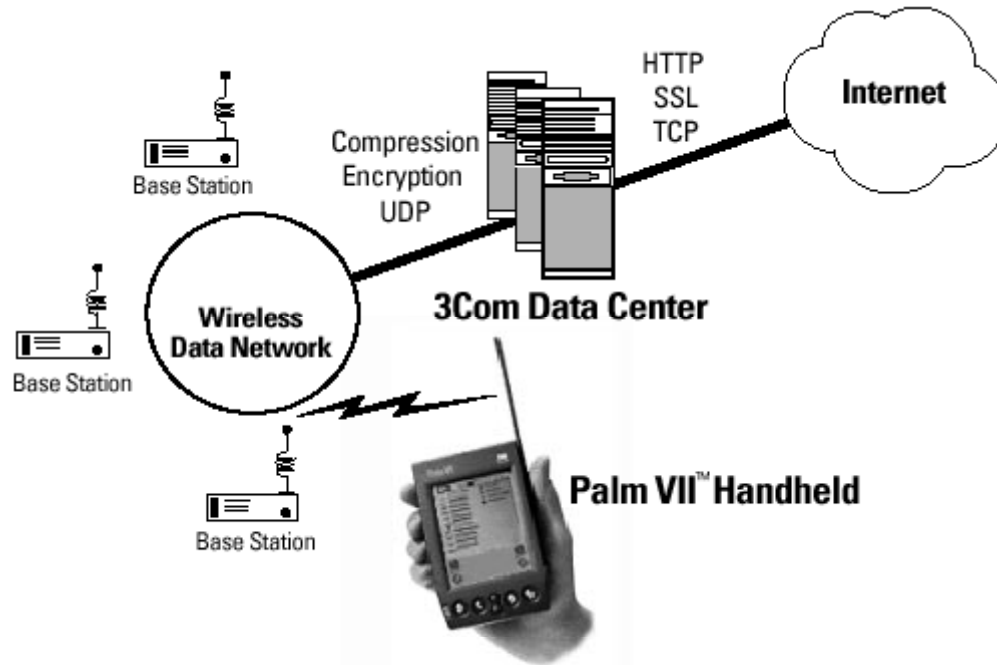 HTTP
SSL
TCP
Internet
Compression
Encryption
UDP
Base Station
3Com Data Center
Wireless
Data Network
Base Station
Base Station
Palm VII™ Handheld